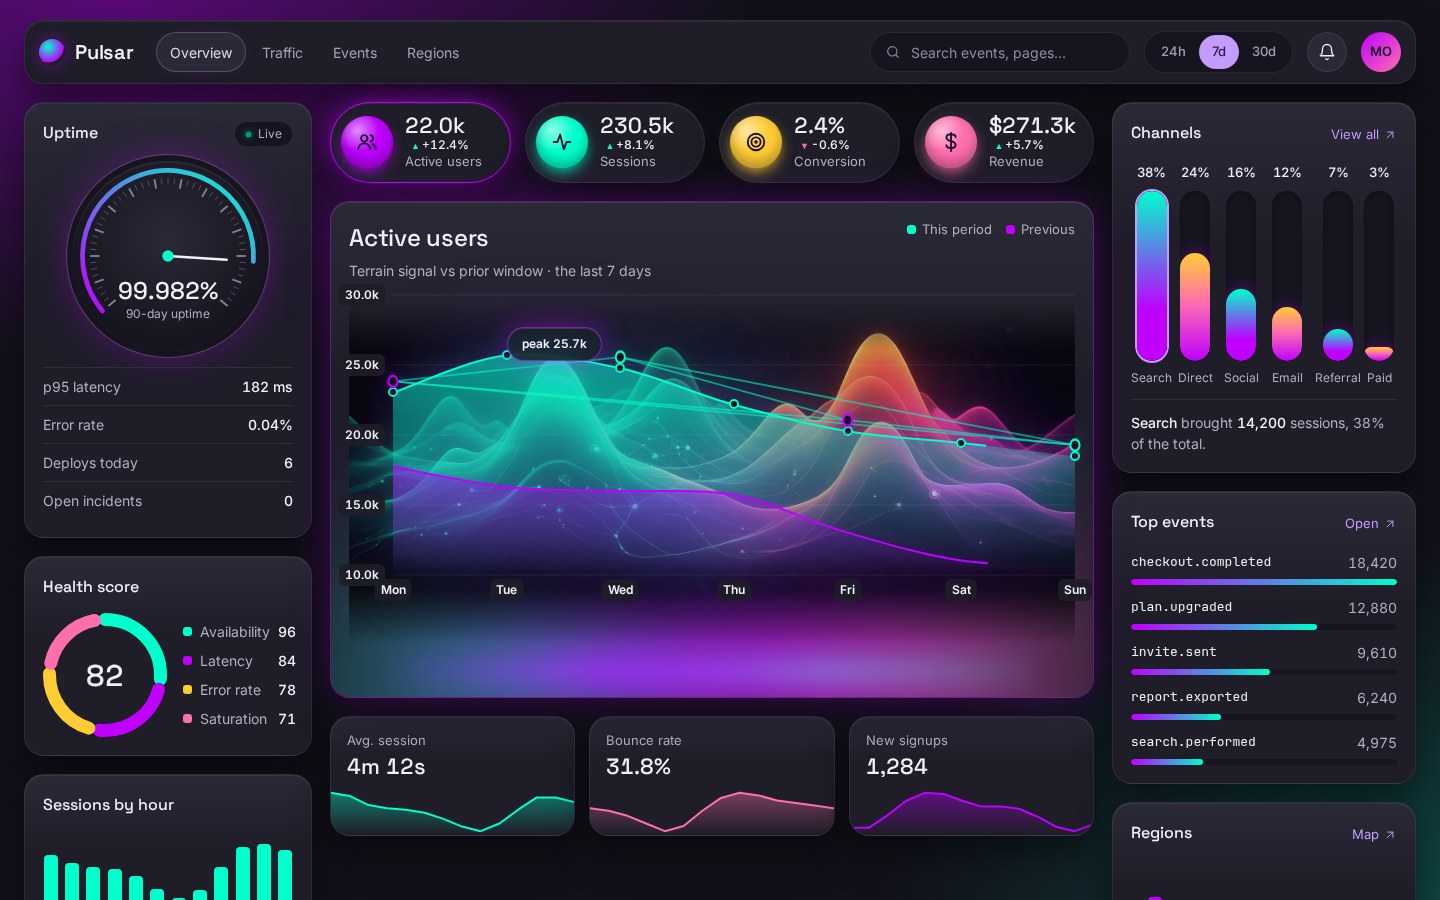 Pulsar
Overview
Traffic
Events
Regions
Search events, pages...
24h
7d
30d
MO
Uptime
Live
99.982%
90-day uptime
p95 latency
182 ms
Error rate
0.04%
Deploys today
6
Open incidents
0
Health score
82
Availability 96
Latency 84
Error rate 78
Saturation 71
Sessions by hour
22.0k
▲ +12.4%
Active users
230.5k
▲ +8.1%
Sessions
2.4%
▼ -0.6%
Conversion
$271.3k
▲ +5.7%
Revenue
Active users
This period
Previous
Terrain signal vs prior window · the last 7 days
30.0k
25.0k
20.0k
15.0k
10.0k
peak 25.7k
Mon
Tue
Wed
Thu
Fri
Sat
Sun
Avg. session
4m 12s
Bounce rate
31.8%
New signups
1,284
Channels
View all ↗
38%
24%
16%
12%
7%
3%
Search
Direct
Social
Email
Referral
Paid
Search brought 14,200 sessions, 38%
of the total.
Top events
Open ↗
checkout.completed
18,420
plan.upgraded
12,880
invite.sent
9,610
report.exported
6,240
search.performed
4,975
Regions
Map ↗